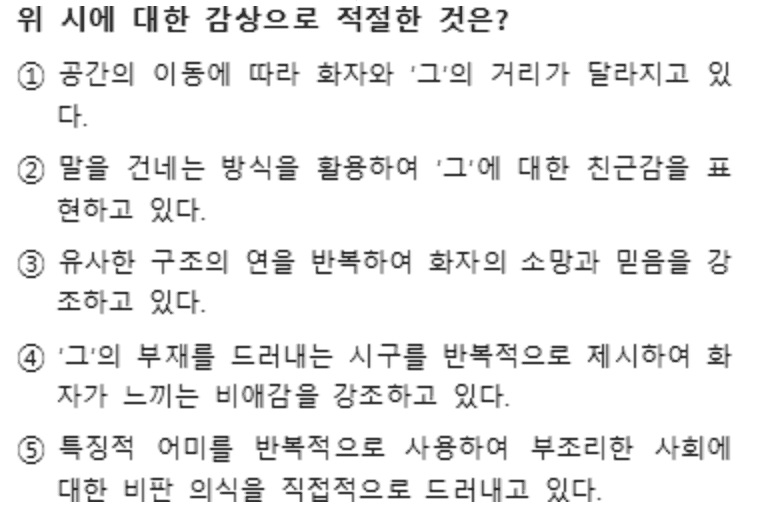 위 시에 대한 감상으로 적절한 것은?
① 공간의 이동에 따라 화자와 '그'의 거리가 달라지고 있
다.
② 말을 건네는 방식을 활용하여 '그'에 대한 친근감을 표
현하고 있다.
③ 유사한 구조의 연을 반복하여 화자의 소망과 믿음을 강
조하고 있다.
④ '그'의 부재를 드러내는 시구를 반복적으로 제시하여 화
자가 느끼는 비애감을 강조하고 있다.
⑤ 특징적 어미를 반복적으로 사용하여 부조리한 사회에
대한 비판 의식을 직접적으로 드러내고 있다.